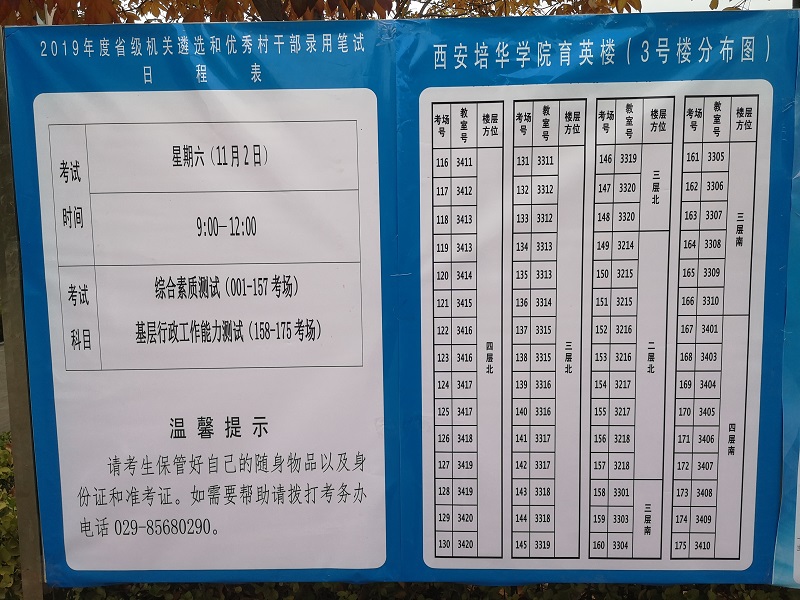 2019年度省级机关遴选和优秀村干部录用笔试
日 程 表
考试时间
星期六（11月2日）
9:00—12:00
考试科目
综合素质测试（001-157考场）
基层行政工作能力测试（158-175考场）
温馨提示
请考生保管好自己的随身物品以及身
份证和准考证。如需要帮助请拨打考务办
电话029-85680290。
西安培华学院育英楼（3号楼分布图）
考场号 教室号 楼层方位
116 3411
117 3412
118 3413
119 3413
120 3414
121 3415
122 3416
123 3416
124 3417
125 3417
126 3418
127 3419
128 3419
129 3420
130 3420
四层北
考场号 教室号 楼层方位
131 3311
132 3312
133 3312
134 3313
135 3313
136 3314
137 3315
138 3315
139 3316
140 3316
141 3317
142 3317
143 3318
144 3318
145 3319
三层北
考场号 教室号 楼层方位
146 3319
147 3320
148 3320
三层北
149 3214
150 3215
151 3215
152 3216
153 3216
154 3217
155 3217
156 3218
157 3218
二层北
158 3301
159 3303
160 3304
三层南
考场号 教室号 楼层方位
161 3305
162 3306
163 3307
164 3308
165 3309
166 3310
三层南
167 3401
168 3403
169 3404
170 3405
171 3406
172 3407
173 3408
174 3409
175 3410
四层南